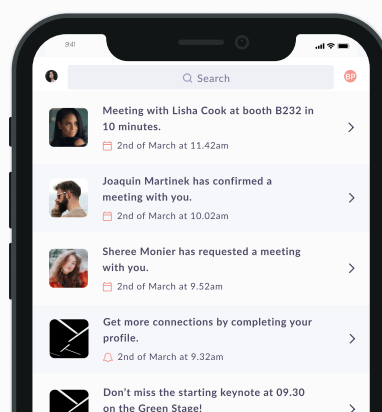 9:41
BP
Search
Meeting with Lisha Cook at booth B232 in
10 minutes.
2nd of March at 11.42am
Joaquin Martinek has confirmed a
meeting with you.
2nd of March at 10.02am
Sheree Monier has requested a meeting
with you.
2nd of March at 9.52am
Get more connections by completing your
profile.
2nd of March at 9.32am
Don't miss the starting keynote at 09.30
on the Green Stage!